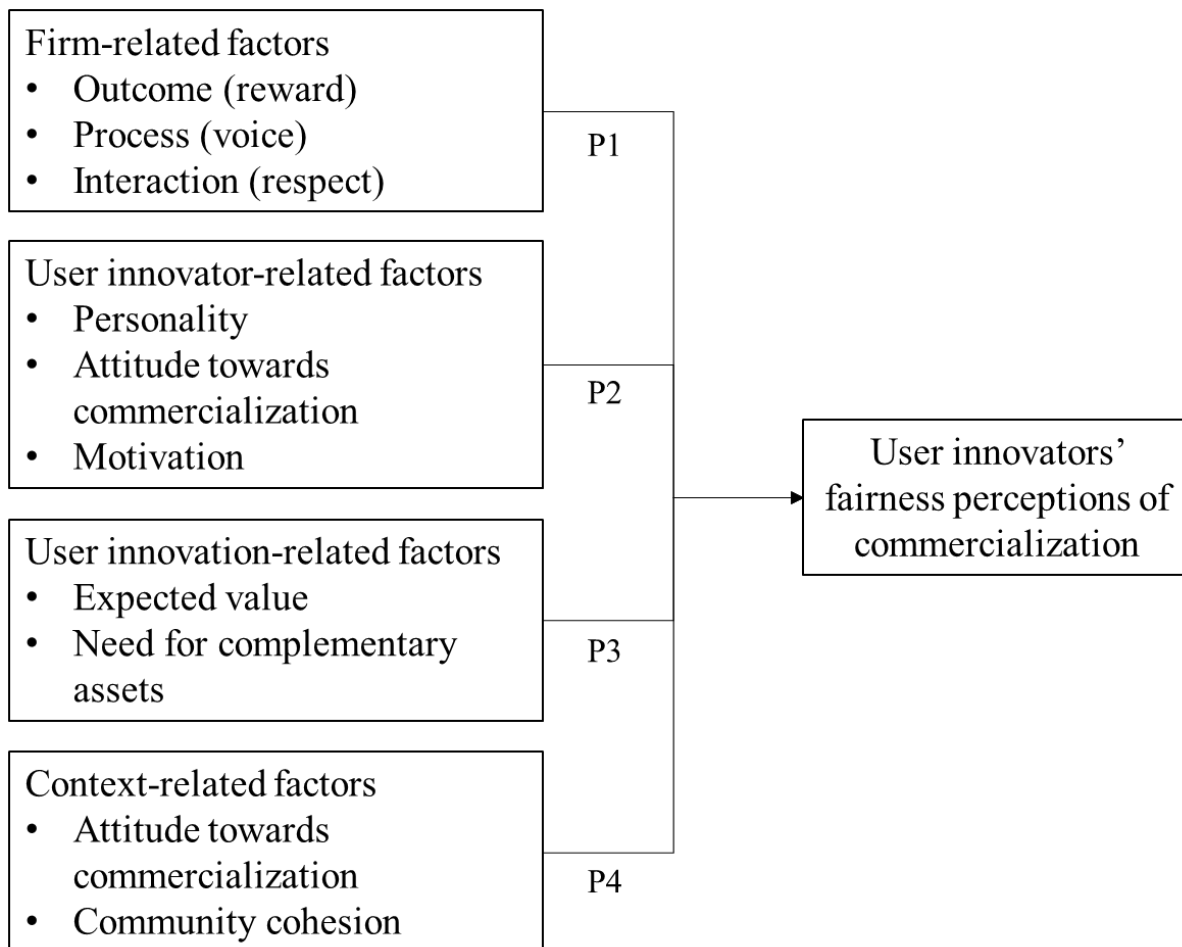 Firm-related factors
• Outcome (reward)
• Process (voice)
• Interaction (respect)
P1
User innovator-related factors
• Personality
• Attitude towards
commercialization
• Motivation
P2
User innovation-related factors
• Expected value
• Need for complementary
assets
P3
Context-related factors
• Attitude towards
commercialization
• Community cohesion
P4
User innovators’
fairness perceptions of
commercialization